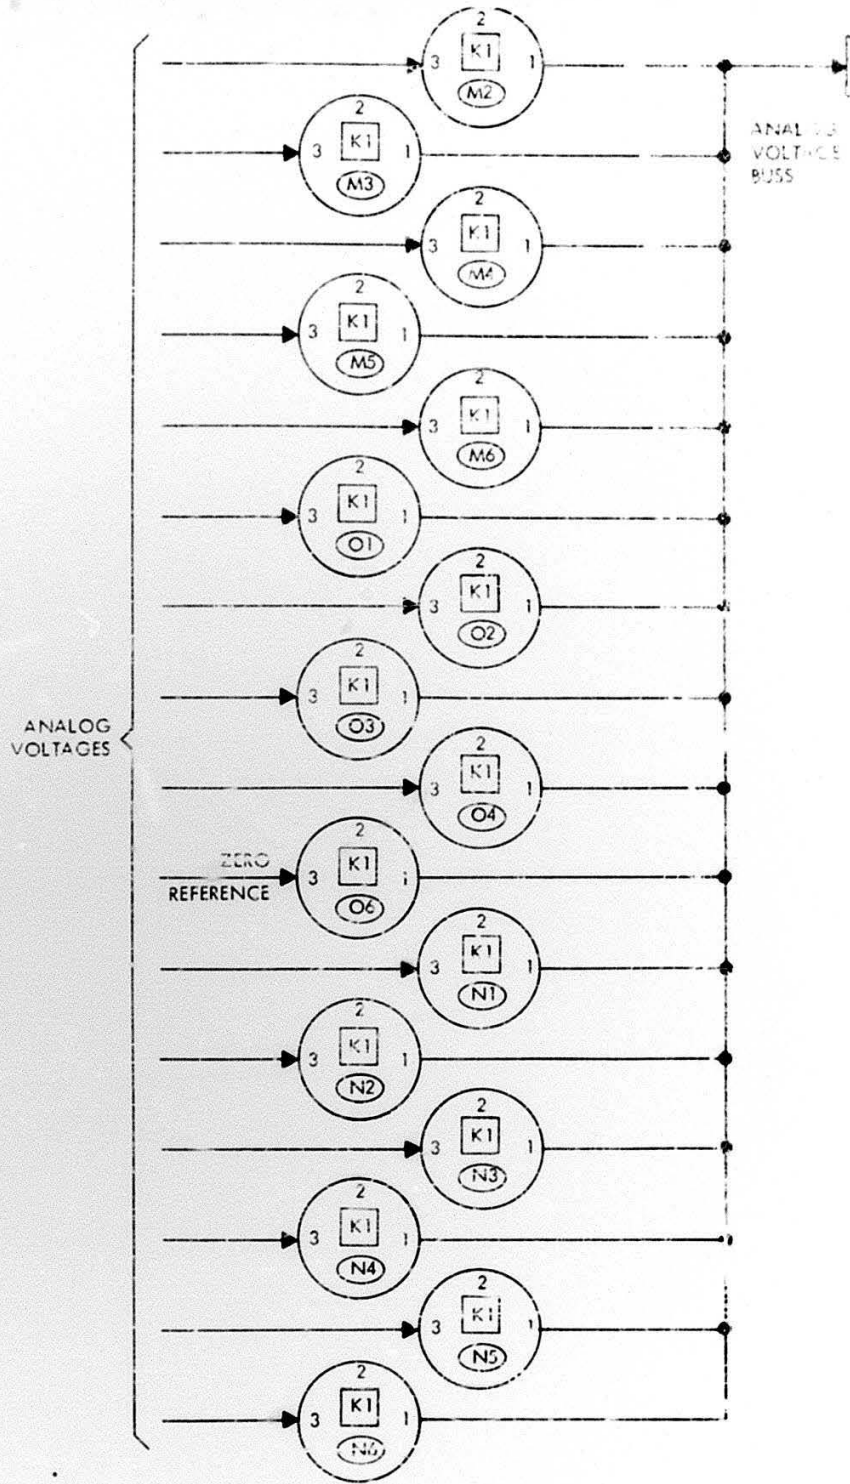 2
3 K1 1
M2
ANALOG
VOLTAGE
BUSS
2
3 K1 1
M3
2
3 K1 1
M4
2
3 K1 1
M5
2
3 K1 1
M6
2
3 K1 1
O1
2
3 K1 1
O2
2
3 K1 1
O3
ANALOG
VOLTAGES
2
3 K1 1
O4
ZERO
REFERENCE
2
3 K1 1
O6
2
3 K1 1
N1
2
3 K1 1
N2
2
3 K1 1
N3
2
3 K1 1
N4
2
3 K1 1
N5
2
3 K1 1
N6